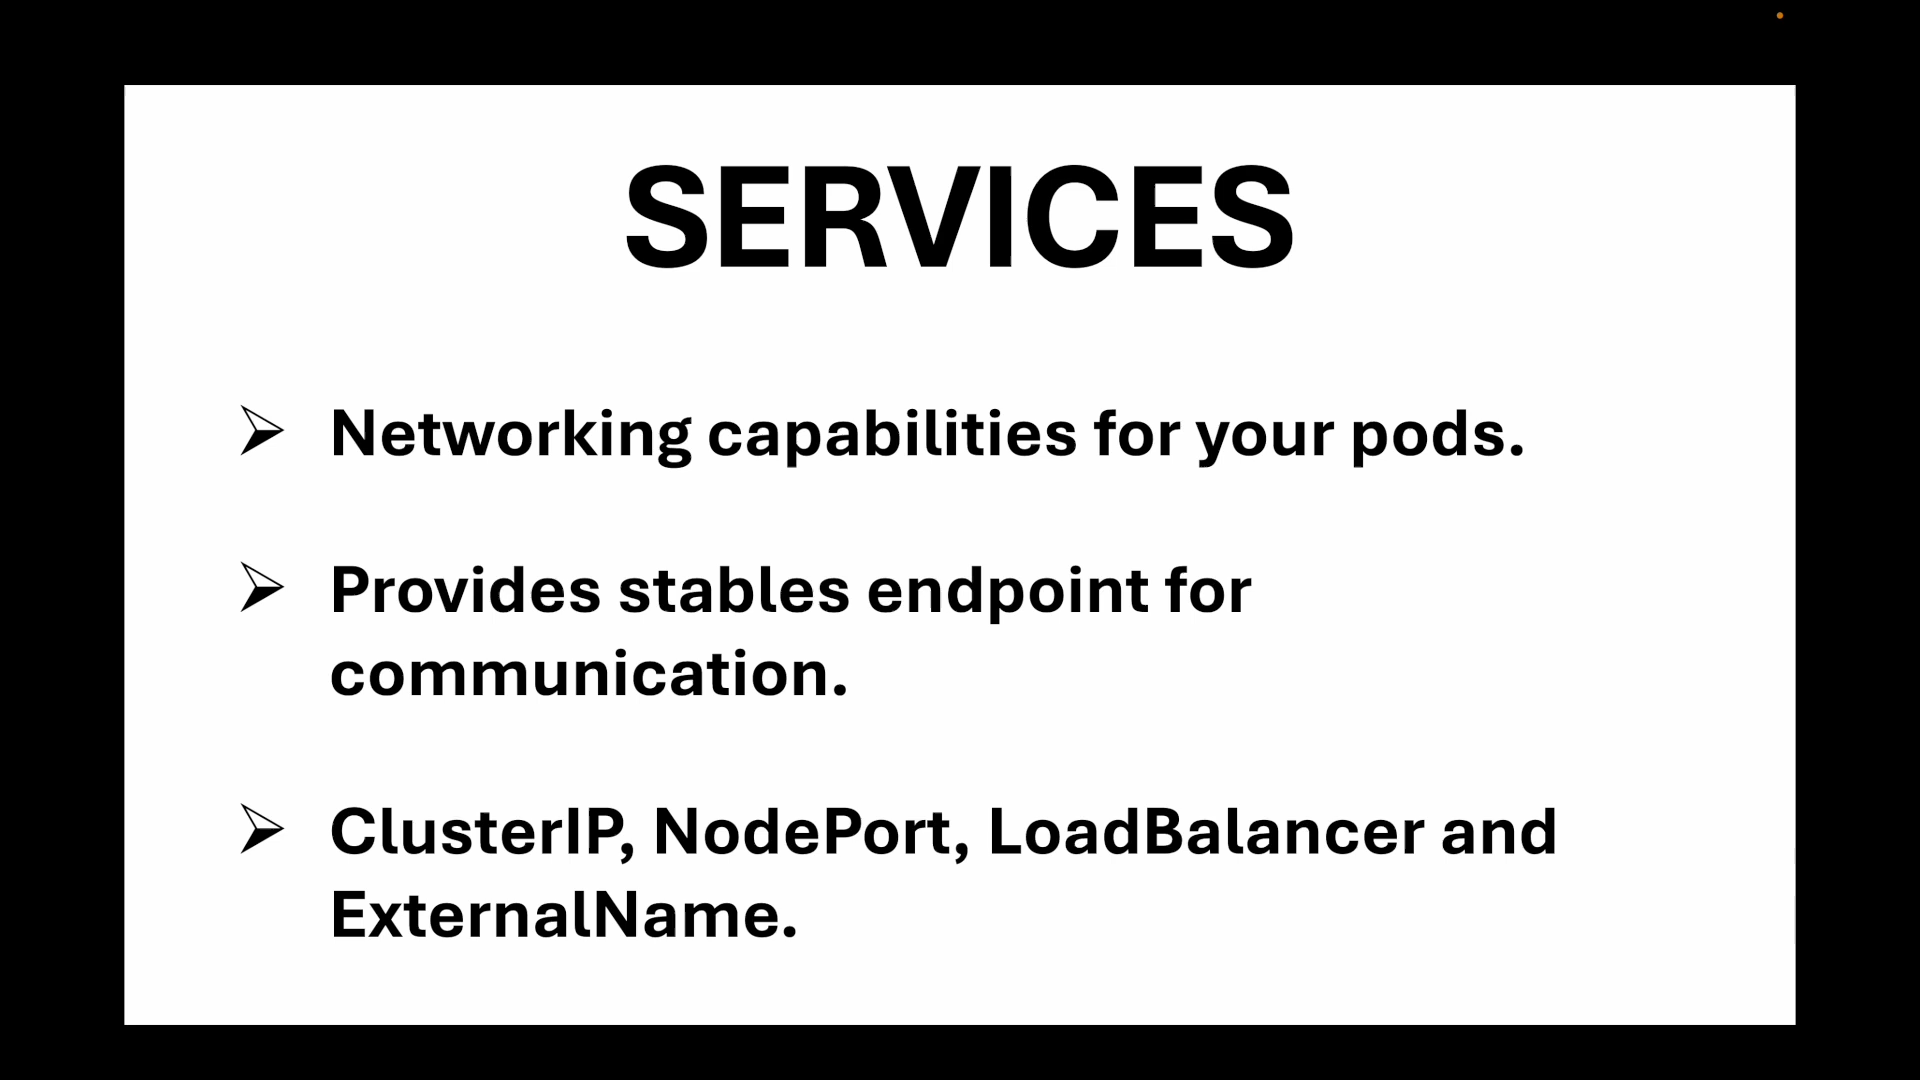 SERVICES
➢ Networking capabilities for your pods.
➢ Provides stables endpoint for
communication.
➢ ClusterIP, NodePort, LoadBalancer and
ExternalName.